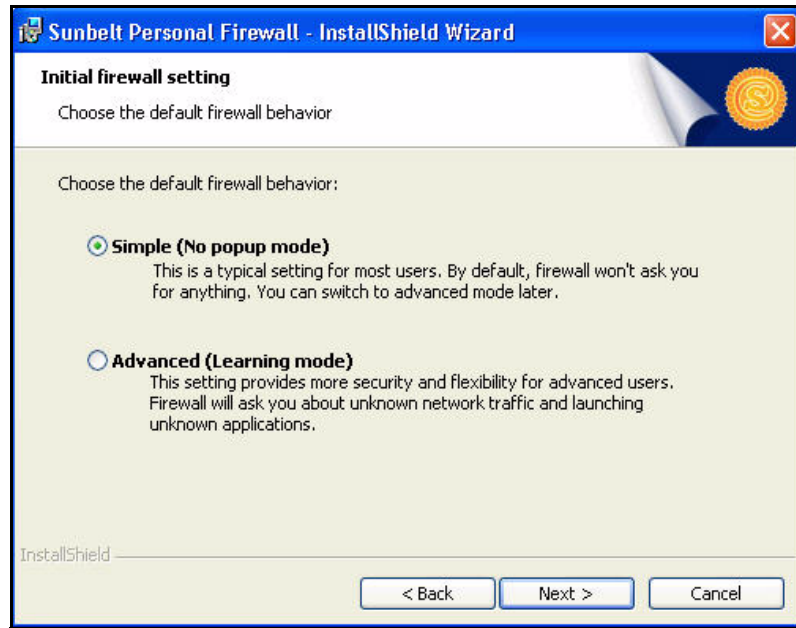 Sunbelt Personal Firewall - InstallShield Wizard
Initial firewall setting
Choose the default firewall behavior
Choose the default firewall behavior:
Simple (No popup mode)
This is a typical setting for most users. By default, firewall won't ask you
for anything. You can switch to advanced mode later.
Advanced (Learning mode)
This setting provides more security and flexibility for advanced users.
Firewall will ask you about unknown network traffic and launching
unknown applications.
InstallShield
< Back
Next >
Cancel